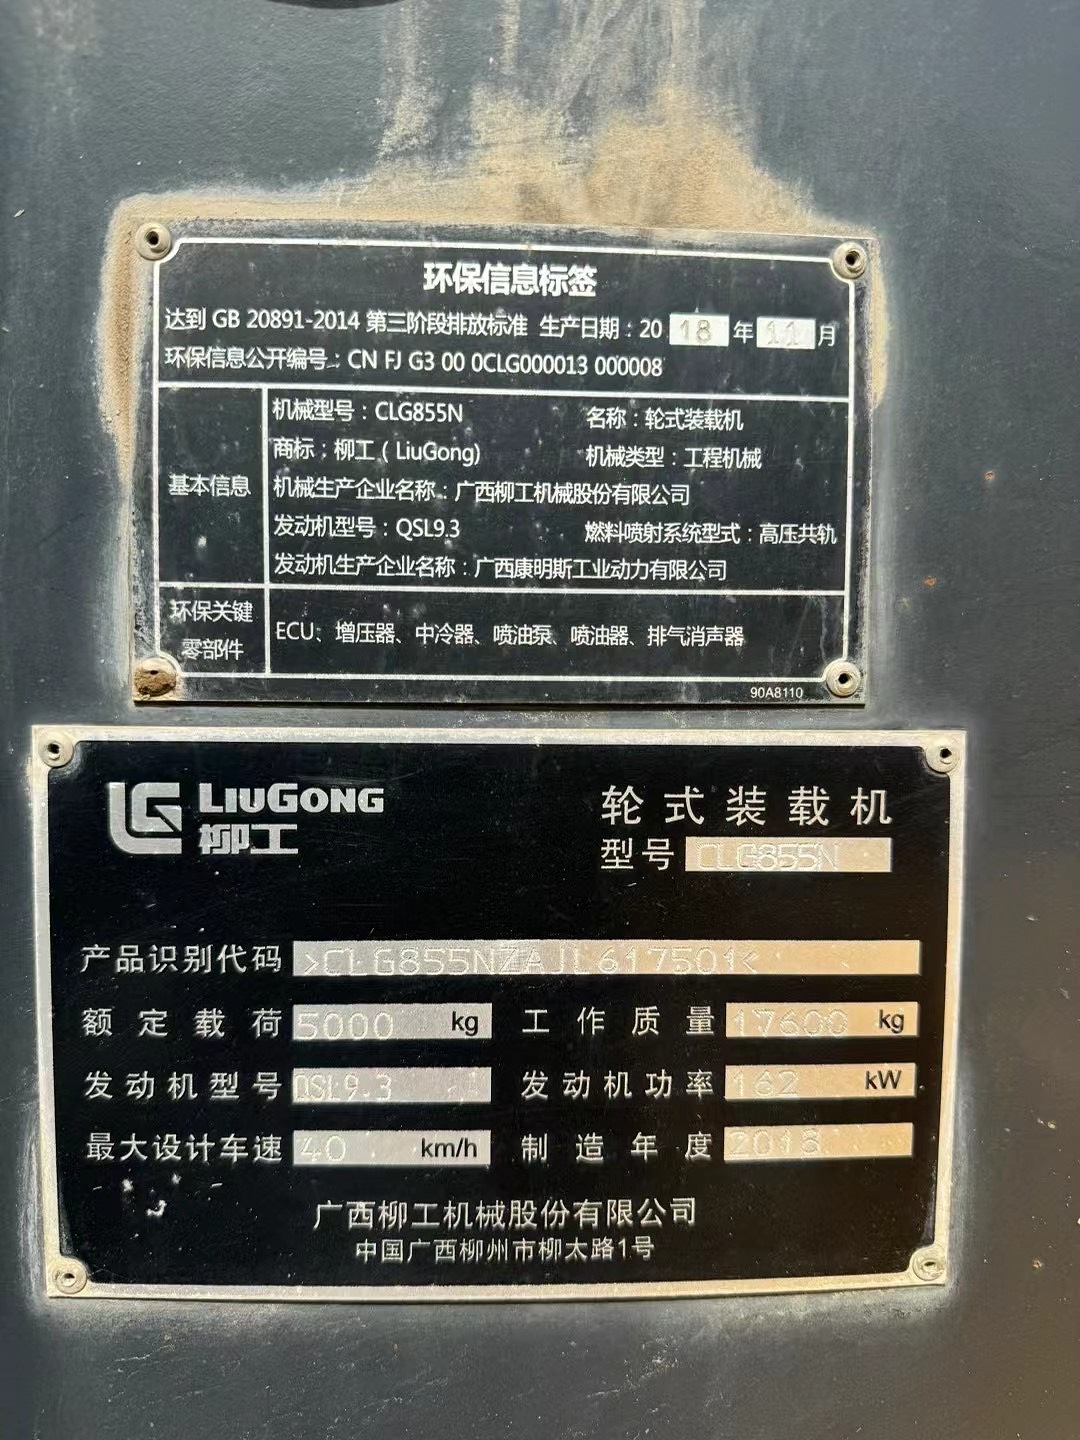 环保信息标签
达到 GB 20891-2014 第三阶段排放标准 生产日期：2018年11月
环保信息公开编号：CN FJ G3 00 0CLG000013 000008
基本信息
机械型号：CLG855N 名称：轮式装载机
商标：柳工（LiuGong) 机械类型：工程机械
机械生产企业名称：广西柳工机械股份有限公司
发动机型号：QSL9.3 燃料喷射系统型式：高压共轨
发动机生产企业名称：广西康明斯工业动力有限公司
环保关键
零部件
ECU、增压器、中冷器、喷油泵、喷油器、排气消声器
90A8110
LG LIUGONG
柳工
轮式装载机
型号 CLG855N
产品识别代码 >CLG855NZAJL617501<
额定载荷 5000 kg 工作质量 17600 kg
发动机型号 QSL9.3 发动机功率 162 kW
最大设计车速 40 km/h 制造年度 2018
广西柳工机械股份有限公司
中国广西柳州市柳太路1号